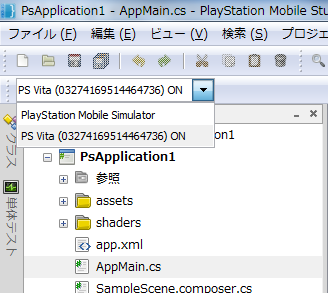 PsApplication1 - AppMain.cs - PlayStation Mobile Stu
ファイル(F) 編集(E) ビュー(V) 検索(S) プロジェ
PS Vita (03274169514464736) ON
PlayStation Mobile Simulator
PS Vita (03274169514464736) ON
クラス
単体テスト
PsApplication1
参照
assets
shaders
app.xml
AppMain.cs
SampleScene.composer.cs